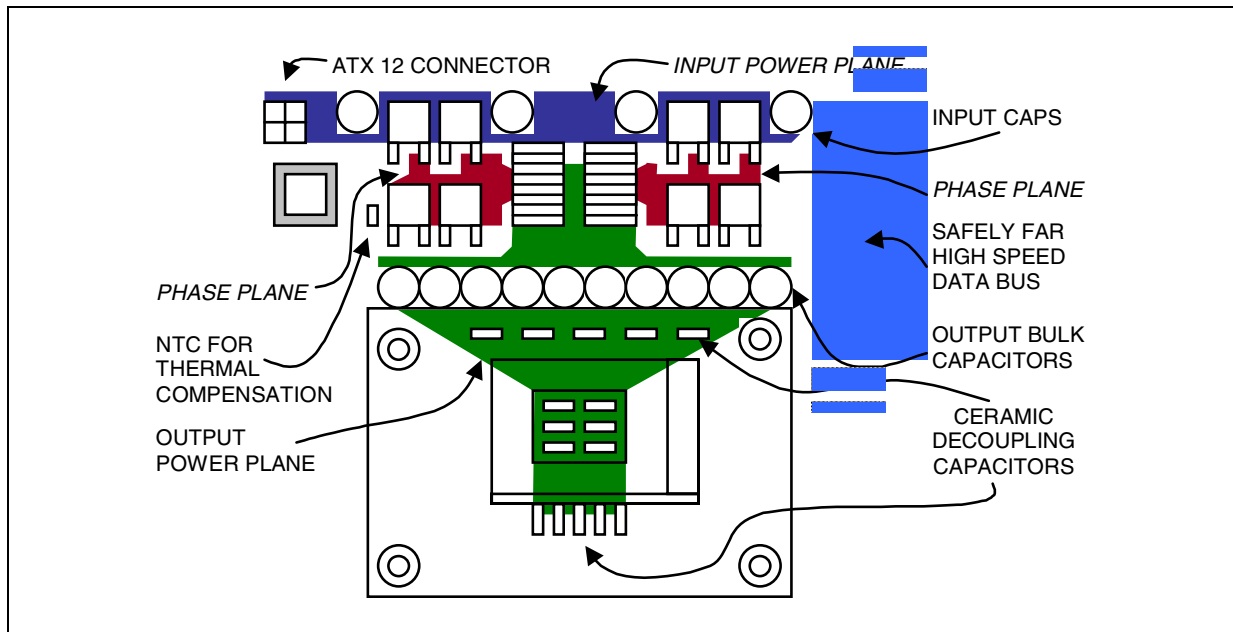 ATX 12 CONNECTOR
INPUT POWER PLANE
INPUT CAPS
PHASE PLANE
SAFELY FAR
HIGH SPEED
DATA BUS
PHASE PLANE
NTC FOR
THERMAL
COMPENSATION
OUTPUT BULK
CAPACITORS
OUTPUT
POWER PLANE
CERAMIC
DECOUPLING
CAPACITORS